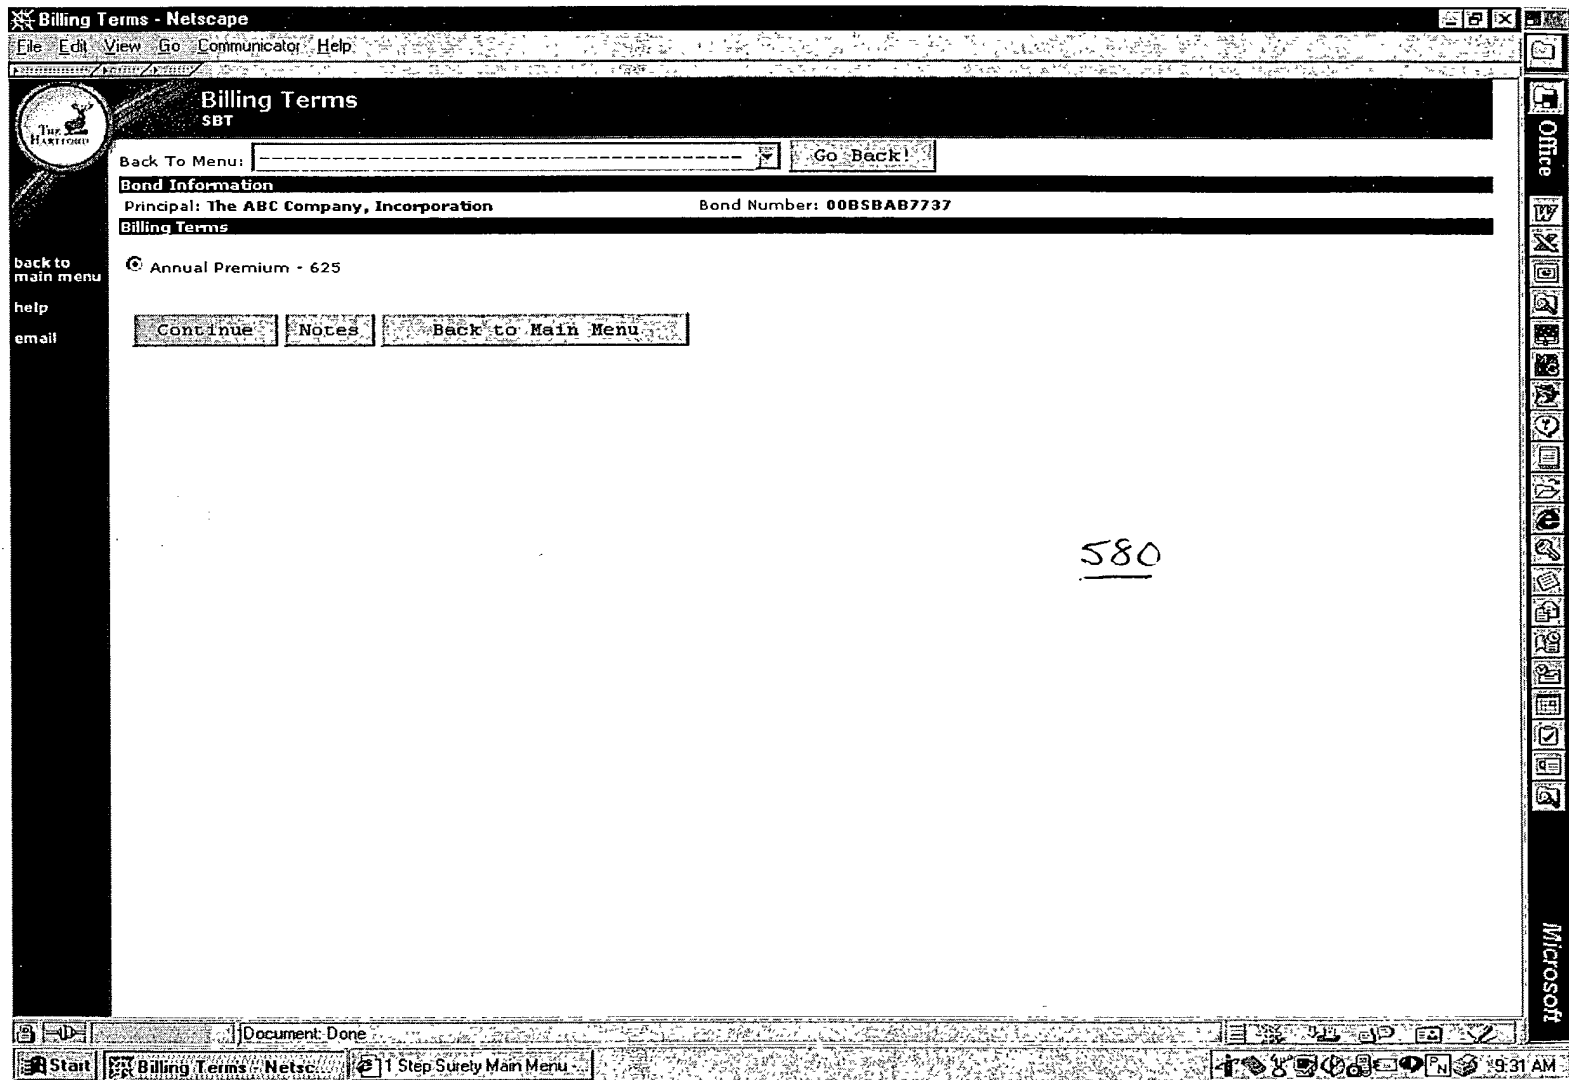 Billing Terms - Netscape
File Edit View Go Communicator Help
THE HARTFORD
Billing Terms
SBT
Back To Menu: ---------------------------------------- Go Back!
Bond Information
Principal: The ABC Company, Incorporation Bond Number: 00BSBAB7737
Billing Terms
back to main menu
help
email
Annual Premium - 625
Continue Notes Back to Main Menu
580
Office
Microsoft
Document: Done
Start Billing Terms - Netsc... 1 Step Surety Main Menu -... 9:31 AM